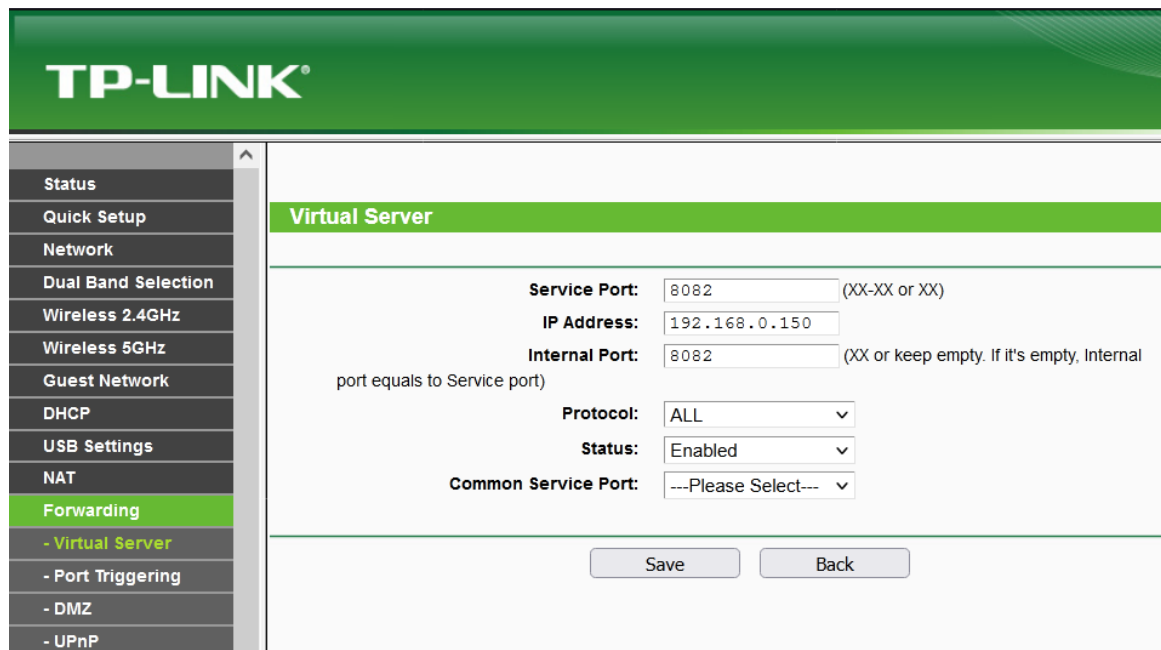 TP-LINK®
Status
Quick Setup
Network
Dual Band Selection
Wireless 2.4GHz
Wireless 5GHz
Guest Network
DHCP
USB Settings
NAT
Forwarding
- Virtual Server
- Port Triggering
- DMZ
- UPnP
Virtual Server
Service Port: 8082 (XX-XX or XX)
IP Address: 192.168.0.150
Internal Port: 8082 (XX or keep empty. If it's empty, Internal
port equals to Service port)
Protocol: ALL
Status: Enabled
Common Service Port: ---Please Select---
Save Back